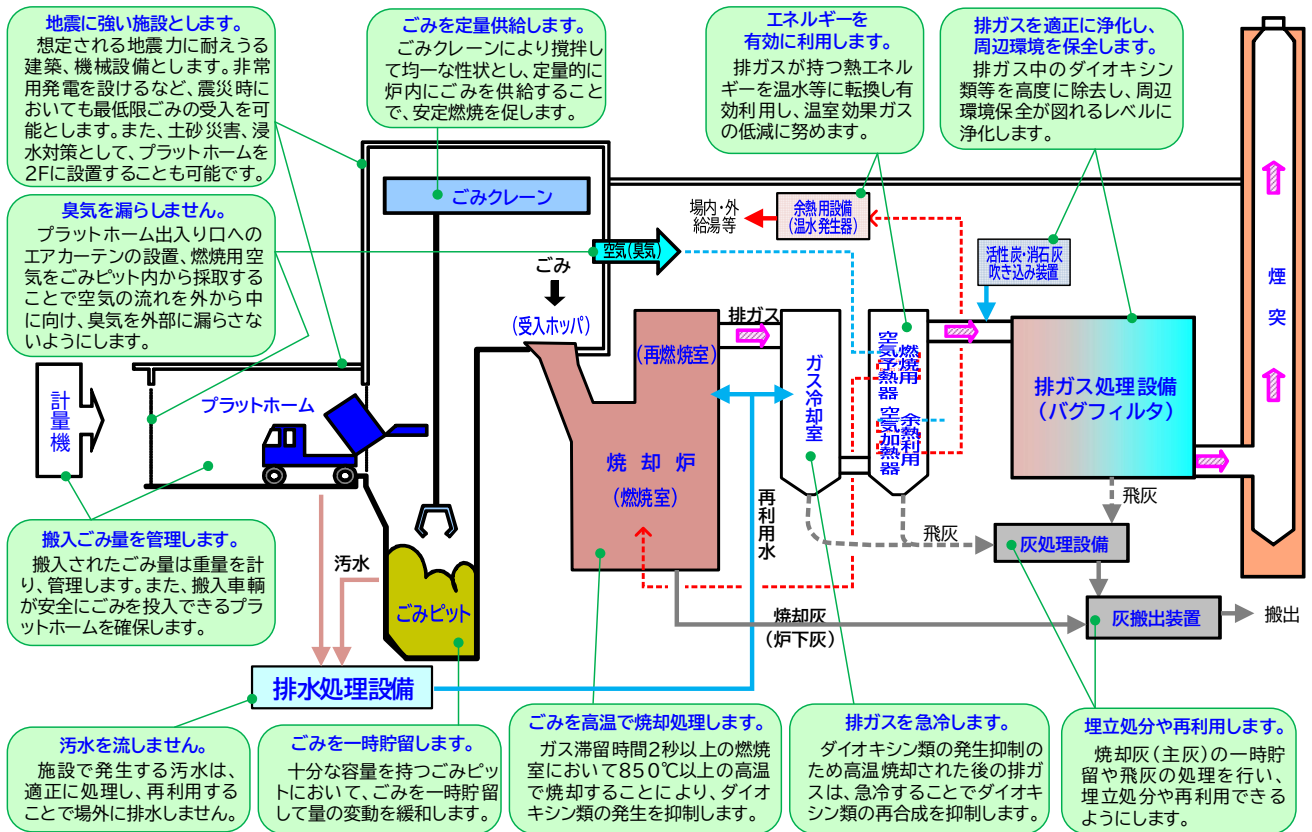 地震に強い施設とします。
想定される地震力に耐えうる
建築、機械設備とします。非常
用発電を設けるなど、震災時に
おいても最低限ごみの受入を可
能とします。また、土砂災害、浸
水対策として、プラットホームを
2Fに設置することも可能です。
ごみを定量供給します。
ごみクレーンにより撹拌し
て均一な性状とし、定量的に
炉内にごみを供給すること
で、安定燃焼を促します。
エネルギーを
有効に利用します。
排ガスが持つ熱エネル
ギーを温水等に転換し有
効利用し、温室効果ガス
の低減に努めます。
排ガスを適正に浄化し、
周辺環境を保全します。
排ガス中のダイオキシン
類等を高度に除去し、周辺
環境保全が図れるレベルに
浄化します。
臭気を漏らしません。
プラットホーム出入り口への
エアカーテンの設置、燃焼用空
気をごみピット内から採取する
ことで空気の流れを外から中
に向け、臭気を外部に漏らさな
いようにします。
ごみクレーン
場内・外
給湯等
余熱用設備
(温水発生器)
空気(臭気)
活性炭・消石灰
吹き込み装置
ごみ
(受入ホッパ)
排ガス
(再燃焼室)
煙突
計量機
プラットホーム
焼却炉
(燃焼室)
ガス冷却室
燃焼用
空気予熱器
余熱利用
空気加熱器
排ガス処理設備
(バグフィルタ)
再利用水
飛灰
飛灰
灰処理設備
搬入ごみ量を管理します。
搬入されたごみ量は重量を計
り、管理します。また、搬入車輌
が安全にごみを投入できるプラ
ットホームを確保します。
汚水
ごみピット
焼却灰
(炉下灰)
灰搬出装置
搬出
排水処理設備
汚水を流しません。
施設で発生する汚水は、
適正に処理し、再利用する
ことで場外に排水しません。
ごみを一時貯留します。
十分な容量を持つごみピッ
トにおいて、ごみを一時貯留
して量の変動を緩和します。
ごみを高温で焼却処理します。
ガス滞留時間2秒以上の燃焼
室において850℃以上の高温
で焼却することにより、ダイオ
キシン類の発生を抑制します。
排ガスを急冷します。
ダイオキシン類の発生抑制の
ため高温焼却された後の排ガ
スは、急冷することでダイオキ
シン類の再合成を抑制します。
埋立処分や再利用します。
焼却灰(主灰)の一時貯
留や飛灰の処理を行い、
埋立処分や再利用できる
ようにします。